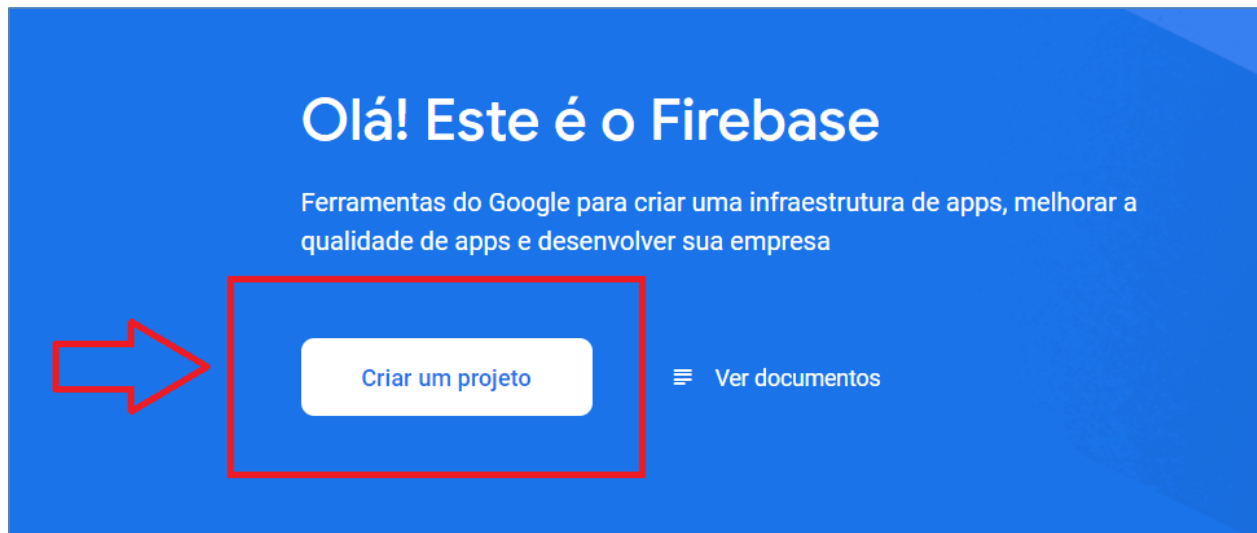 Olá! Este é o Firebase
Ferramentas do Google para criar uma infraestrutura de apps, melhorar a
qualidade de apps e desenvolver sua empresa
Criar um projeto
Ver documentos